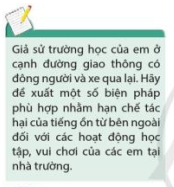 Giả sử trường học của em ở
cạnh đường giao thông có
đông người và xe qua lại. Hãy
đề xuất một số biện pháp
phù hợp nhằm hạn chế tác
hại của tiếng ồn từ bên ngoài
đối với các hoạt động học
tập, vui chơi của các em tại
nhà trường.